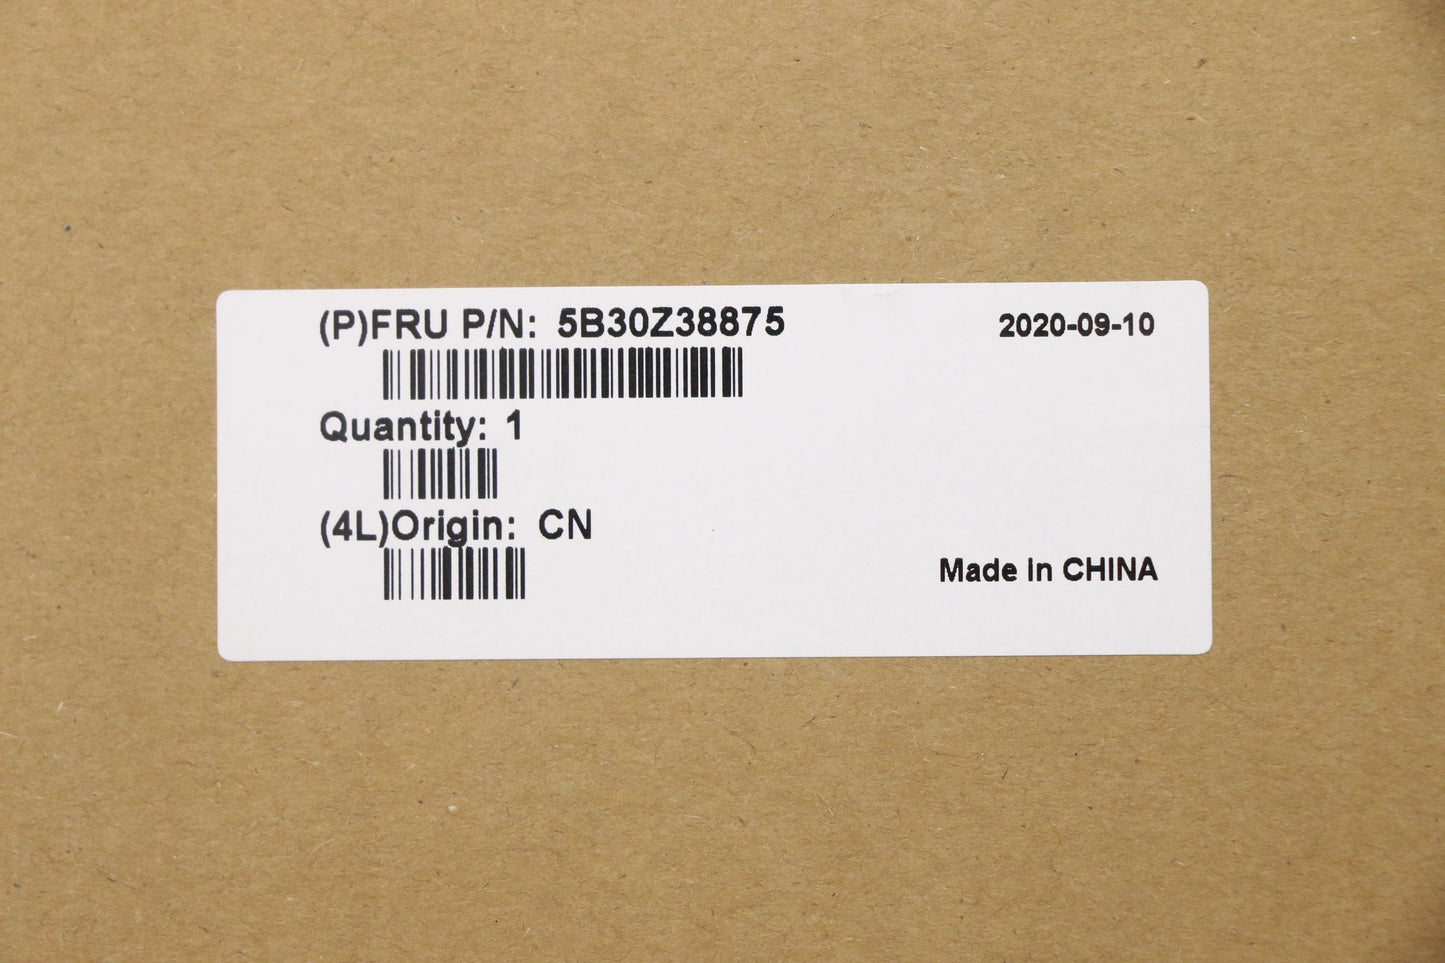 (P)FRU P/N: 5B30Z38875
2020-09-10
Quantity: 1
(4L)Origin: CN
Made in CHINA